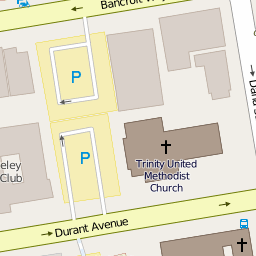 Bancroft
P
Trinity United
Methodist
Church
P
eley
Club
Durant Avenue